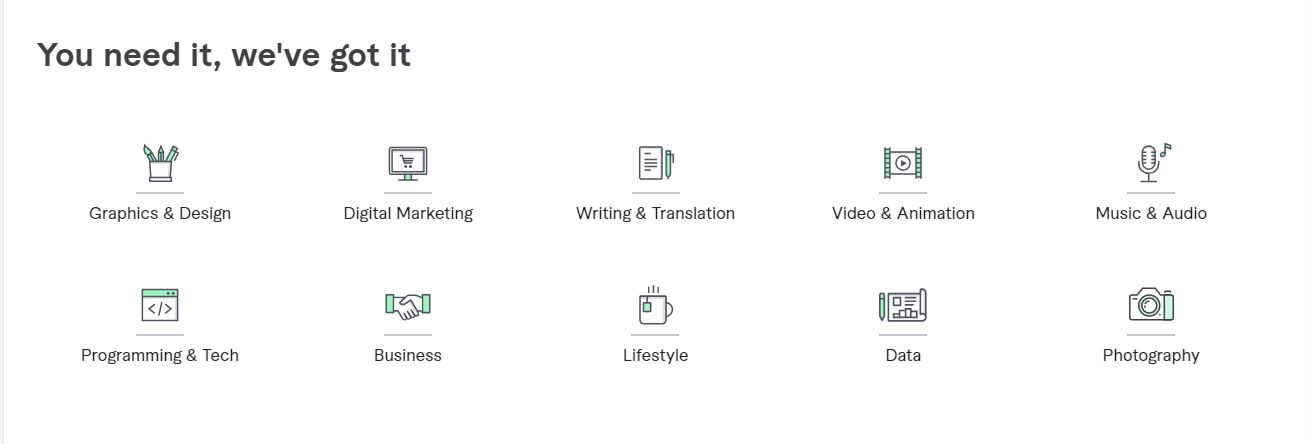 You need it, we've got it
Graphics & Design
Digital Marketing
Writing & Translation
Video & Animation
Music & Audio
</>
Programming & Tech
Business
Lifestyle
Data
Photography